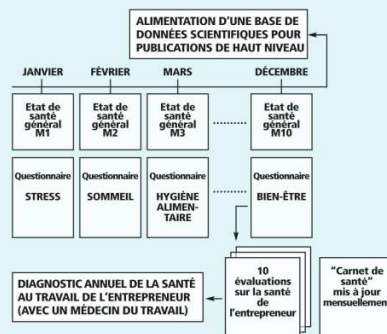 ALIMENTATION D'UNE BASE DE
DONNÉES SCIENTIFIQUES POUR
PUBLICATIONS DE HAUT NIVEAU
JANVIER
FÉVRIER
MARS
DÉCEMBRE
Etat de
santé
général
M1
Etat de
santé
général
M2
Etat de
santé
général
M3
Etat de
santé
général
M10
Questionnaire
STRESS
Questionnaire
SOMMEIL
Questionnaire
HYGIÈNE
ALIMEN-
TAIRE
Questionnaire
BIEN-ÊTRE
10
évaluations
sur la santé
de
l'entrepreneur
"Carnet de
santé"
mis à jour
mensuellement
DIAGNOSTIC ANNUEL DE LA SANTÉ
AU TRAVAIL DE L'ENTREPRENEUR
(AVEC UN MÉDECIN DU TRAVAIL)